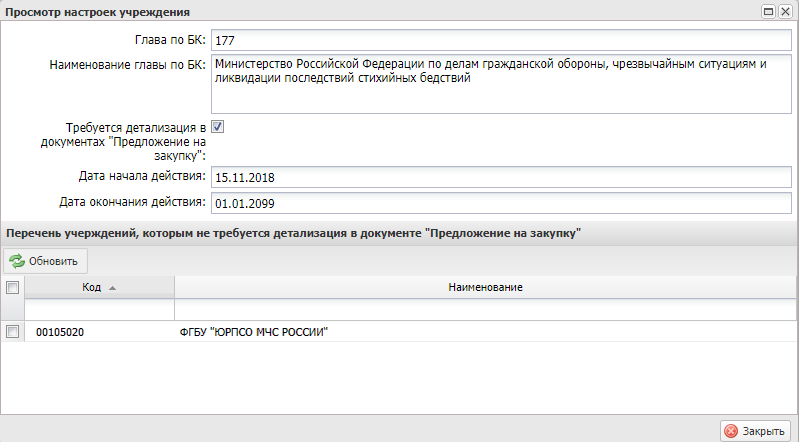 Просмотр настроек учреждения
Глава по БК:
177
Наименование главы по БК:
Министерство Российской Федерации по делам гражданской обороны, чрезвычайным ситуациям и
ликвидации последствий стихийных бедствий
Требуется детализация в
документах "Предложение на
закупку":
Дата начала действия:
15.11.2018
Дата окончания действия:
01.01.2099
Перечень учерждений, которым не требуется детализация в документе "Предложение на закупку"
Обновить
Код
Наименование
00105020
ФГБУ "ЮРПСО МЧС РОССИИ"
Закрыть